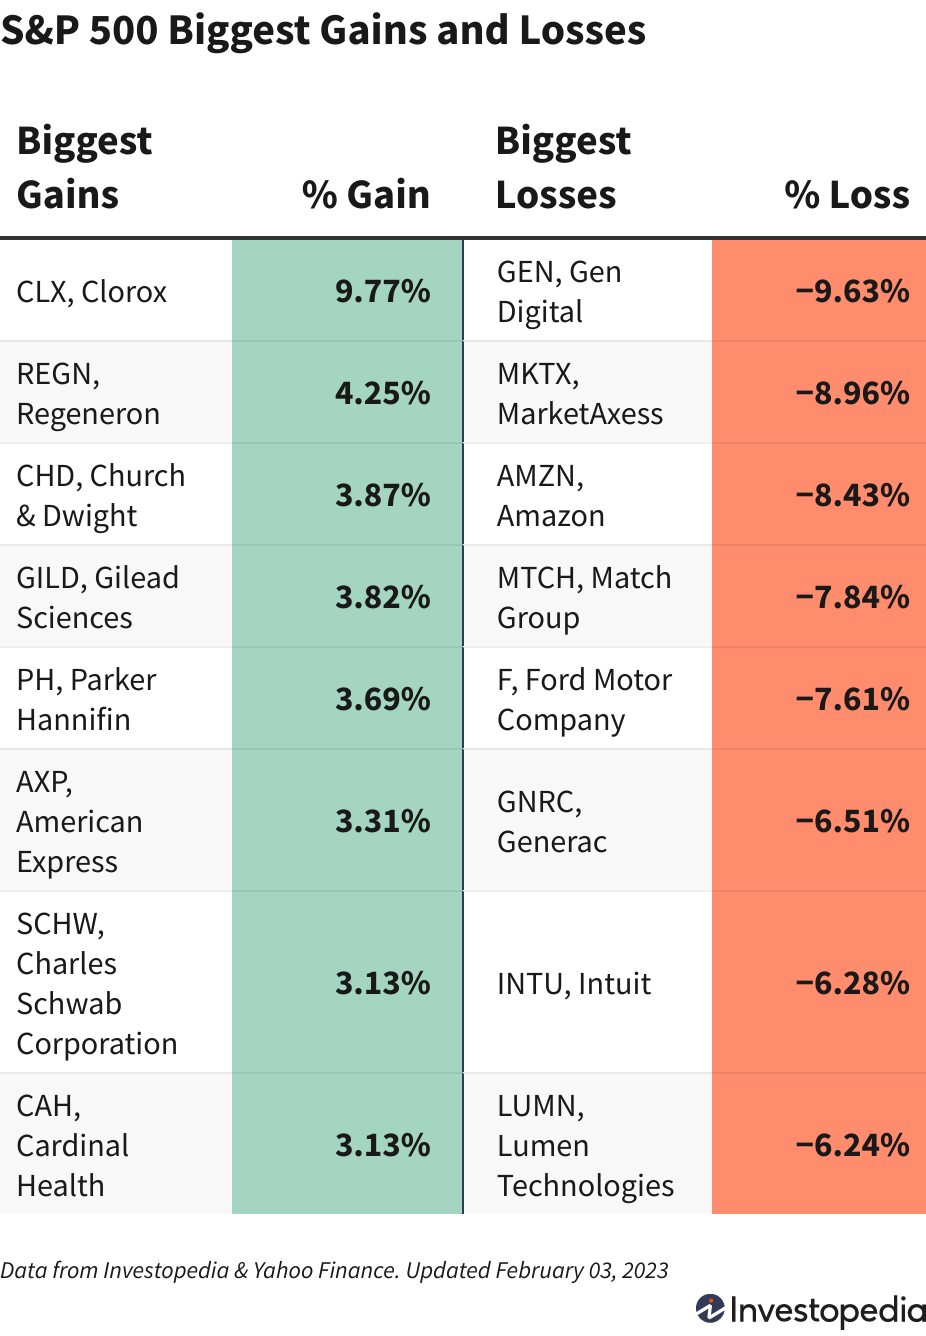 S&P 500 Biggest Gains and Losses
Biggest
Gains
% Gain
Biggest
Losses
% Loss
CLX, Clorox
9.77%
GEN, Gen
Digital
−9.63%
REGN,
Regeneron
4.25%
MKTX,
MarketAxess
−8.96%
CHD, Church
& Dwight
3.87%
AMZN,
Amazon
−8.43%
GILD, Gilead
Sciences
3.82%
MTCH, Match
Group
−7.84%
PH, Parker
Hannifin
3.69%
F, Ford Motor
Company
−7.61%
AXP,
American
Express
3.31%
GNRC,
Generac
−6.51%
SCHW,
Charles
Schwab
Corporation
3.13%
INTU, Intuit
−6.28%
CAH,
Cardinal
Health
3.13%
LUMN,
Lumen
Technologies
−6.24%
Data from Investopedia & Yahoo Finance. Updated February 03, 2023
Investopedia